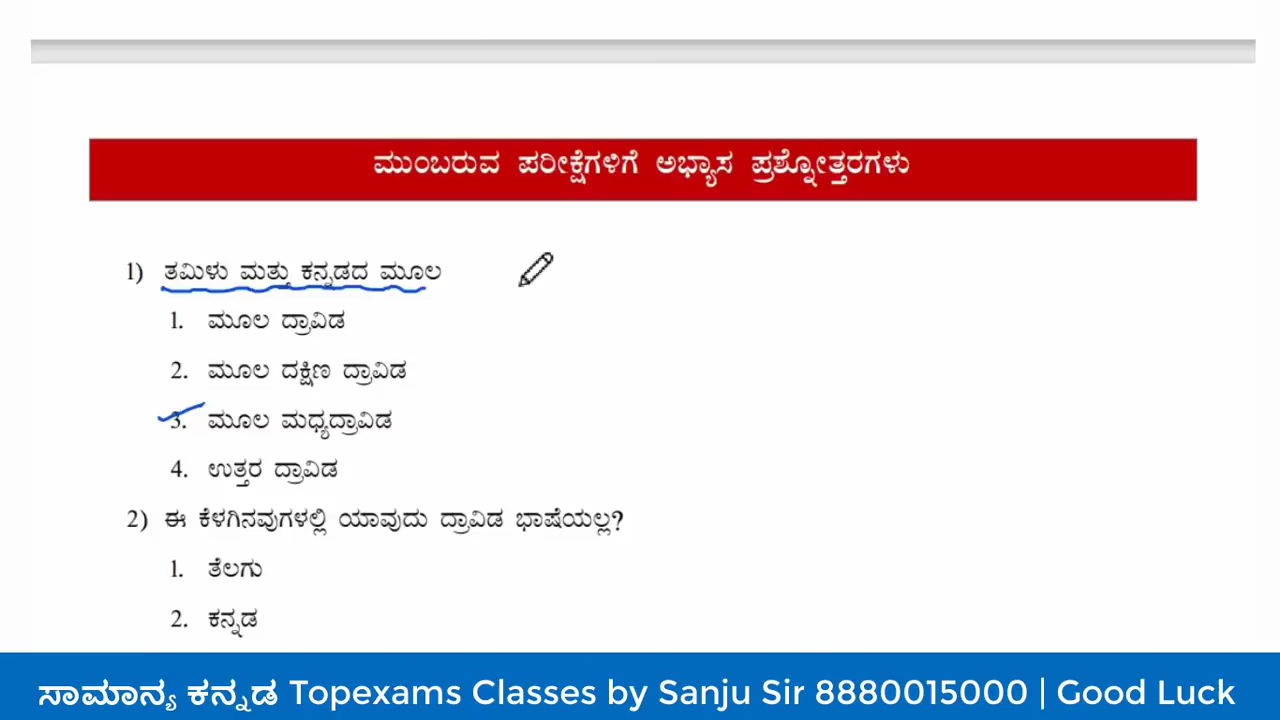 ಮುಂಬರುವ ಪರೀಕ್ಷೆಗಳಿಗೆ ಅಭ್ಯಾಸ ಪ್ರಶ್ನೋತ್ತರಗಳು
1) ತಮಿಳು ಮತ್ತು ಕನ್ನಡದ ಮೂಲ
1. ಮೂಲ ದ್ರಾವಿಡ
2. ಮೂಲ ದಕ್ಷಿಣ ದ್ರಾವಿಡ
3. ಮೂಲ ಮಧ್ಯದ್ರಾವಿಡ
4. ಉತ್ತರ ದ್ರಾವಿಡ
2) ಈ ಕೆಳಗಿನವುಗಳಲ್ಲಿ ಯಾವುದು ದ್ರಾವಿಡ ಭಾಷೆಯಲ್ಲ?
1. ತೆಲಗು
2. ಕನ್ನಡ
ಸಾಮಾನ್ಯ ಕನ್ನಡ Topexams Classes by Sanju Sir 8880015000 | Good Luck